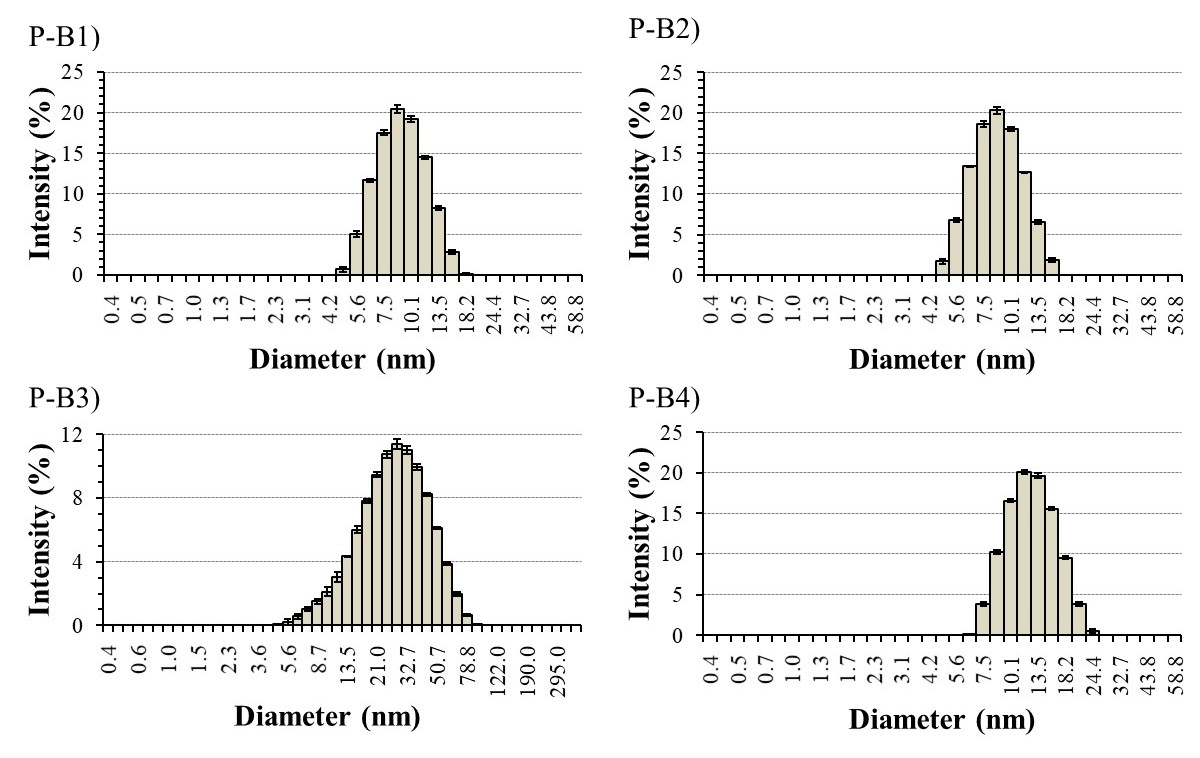 P-B1)
Intensity (%)
25
20
15
10
5
0
0.4 0.5 0.7 1.0 1.3 1.7 2.3 3.1 4.2 5.6 7.5 10.1 13.5 18.2 24.4 32.7 43.8 58.8
Diameter (nm)
P-B2)
Intensity (%)
25
20
15
10
5
0
0.4 0.5 0.7 1.0 1.3 1.7 2.3 3.1 4.2 5.6 7.5 10.1 13.5 18.2 24.4 32.7 43.8 58.8
Diameter (nm)
P-B3)
Intensity (%)
12
8
4
0
0.4 0.6 1.0 1.5 2.3 3.6 5.6 8.7 13.5 21.0 32.7 50.7 78.8 122.0 190.0 295.0
Diameter (nm)
P-B4)
Intensity (%)
25
20
15
10
5
0
0.4 0.5 0.7 1.0 1.3 1.7 2.3 3.1 4.2 5.6 7.5 10.1 13.5 18.2 24.4 32.7 43.8 58.8
Diameter (nm)